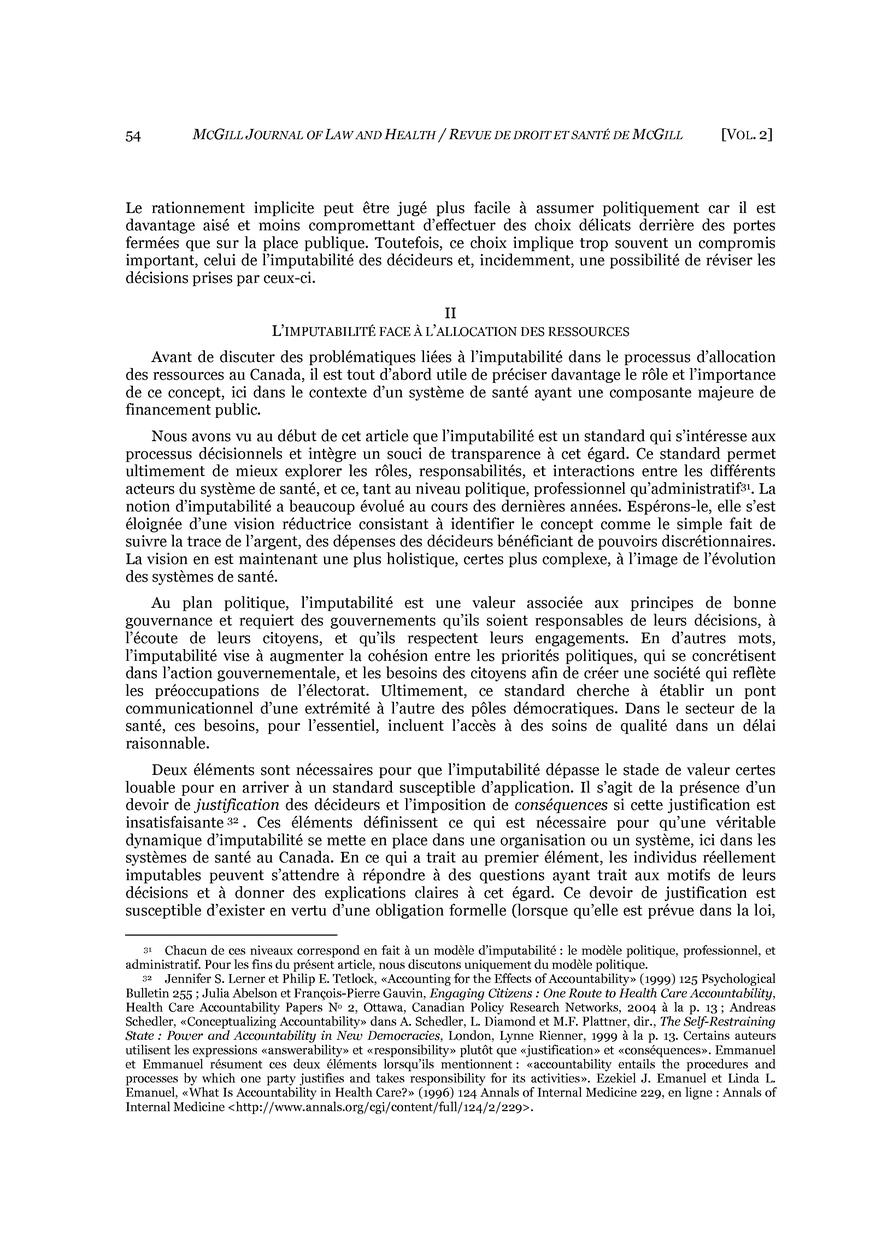 54 MCGILL JOURNAL OF LAW AND HEALTH / REVUE DE DROIT ET SANTÉ DE MCGILL [VOL. 2]
Le rationnement implicite peut être jugé plus facile à assumer politiquement car il est
davantage aisé et moins compromettant d’effectuer des choix délicats derrière des portes
fermées que sur la place publique. Toutefois, ce choix implique trop souvent un compromis
important, celui de l’imputabilité des décideurs et, incidemment, une possibilité de réviser les
décisions prises par ceux-ci.
II
L’IMPUTABILITÉ FACE À L’ALLOCATION DES RESSOURCES
Avant de discuter des problématiques liées à l’imputabilité dans le processus d’allocation
des ressources au Canada, il est tout d’abord utile de préciser davantage le rôle et l’importance
de ce concept, ici dans le contexte d’un système de santé ayant une composante majeure de
financement public.
Nous avons vu au début de cet article que l’imputabilité est un standard qui s’intéresse aux
processus décisionnels et intègre un souci de transparence à cet égard. Ce standard permet
ultimement de mieux explorer les rôles, responsabilités, et interactions entre les différents
acteurs du système de santé, et ce, tant au niveau politique, professionnel qu’administratif³¹. La
notion d’imputabilité a beaucoup évolué au cours des dernières années. Espérons-le, elle s’est
éloignée d’une vision réductrice consistant à identifier le concept comme le simple fait de
suivre la trace de l’argent, des dépenses des décideurs bénéficiant de pouvoirs discrétionnaires.
La vision en est maintenant une plus holistique, certes plus complexe, à l’image de l’évolution
des systèmes de santé.
Au plan politique, l’imputabilité est une valeur associée aux principes de bonne
gouvernance et requiert des gouvernements qu’ils soient responsables de leurs décisions, à
l’écoute de leurs citoyens, et qu’ils respectent leurs engagements. En d’autres mots,
l’imputabilité vise à augmenter la cohésion entre les priorités politiques, qui se concrétisent
dans l’action gouvernementale, et les besoins des citoyens afin de créer une société qui reflète
les préoccupations de l’électorat. Ultimement, ce standard cherche à établir un pont
communicationnel d’une extrémité à l’autre des pôles démocratiques. Dans le secteur de la
santé, ces besoins, pour l’essentiel, incluent l’accès à des soins de qualité dans un délai
raisonnable.
Deux éléments sont nécessaires pour que l’imputabilité dépasse le stade de valeur certes
louable pour en arriver à un standard susceptible d’application. Il s’agit de la présence d’un
devoir de justification des décideurs et l’imposition de conséquences si cette justification est
insatisfaisante ³² . Ces éléments définissent ce qui est nécessaire pour qu’une véritable
dynamique d’imputabilité se mette en place dans une organisation ou un système, ici dans les
systèmes de santé au Canada. En ce qui a trait au premier élément, les individus réellement
imputables peuvent s’attendre à répondre à des questions ayant trait aux motifs de leurs
décisions et à donner des explications claires à cet égard. Ce devoir de justification est
susceptible d’exister en vertu d’une obligation formelle (lorsque qu’elle est prévue dans la loi,
³¹ Chacun de ces niveaux correspond en fait à un modèle d’imputabilité : le modèle politique, professionnel, et
administratif. Pour les fins du présent article, nous discutons uniquement du modèle politique.
³² Jennifer S. Lerner et Philip E. Tetlock, «Accounting for the Effects of Accountability» (1999) 125 Psychological
Bulletin 255 ; Julia Abelson et François-Pierre Gauvin, Engaging Citizens : One Route to Health Care Accountability,
Health Care Accountability Papers Nº 2, Ottawa, Canadian Policy Research Networks, 2004 à la p. 13 ; Andreas
Schedler, «Conceptualizing Accountability» dans A. Schedler, L. Diamond et M.F. Plattner, dir., The Self-Restraining
State : Power and Accountability in New Democracies, London, Lynne Rienner, 1999 à la p. 13. Certains auteurs
utilisent les expressions «answerability» et «responsibility» plutôt que «justification» et «conséquences». Emmanuel
et Emmanuel résument ces deux éléments lorsqu’ils mentionnent : «accountability entails the procedures and
processes by which one party justifies and takes responsibility for its activities». Ezekiel J. Emanuel et Linda L.
Emanuel, «What Is Accountability in Health Care?» (1996) 124 Annals of Internal Medicine 229, en ligne : Annals of
Internal Medicine <http://www.annals.org/cgi/content/full/124/2/229>.